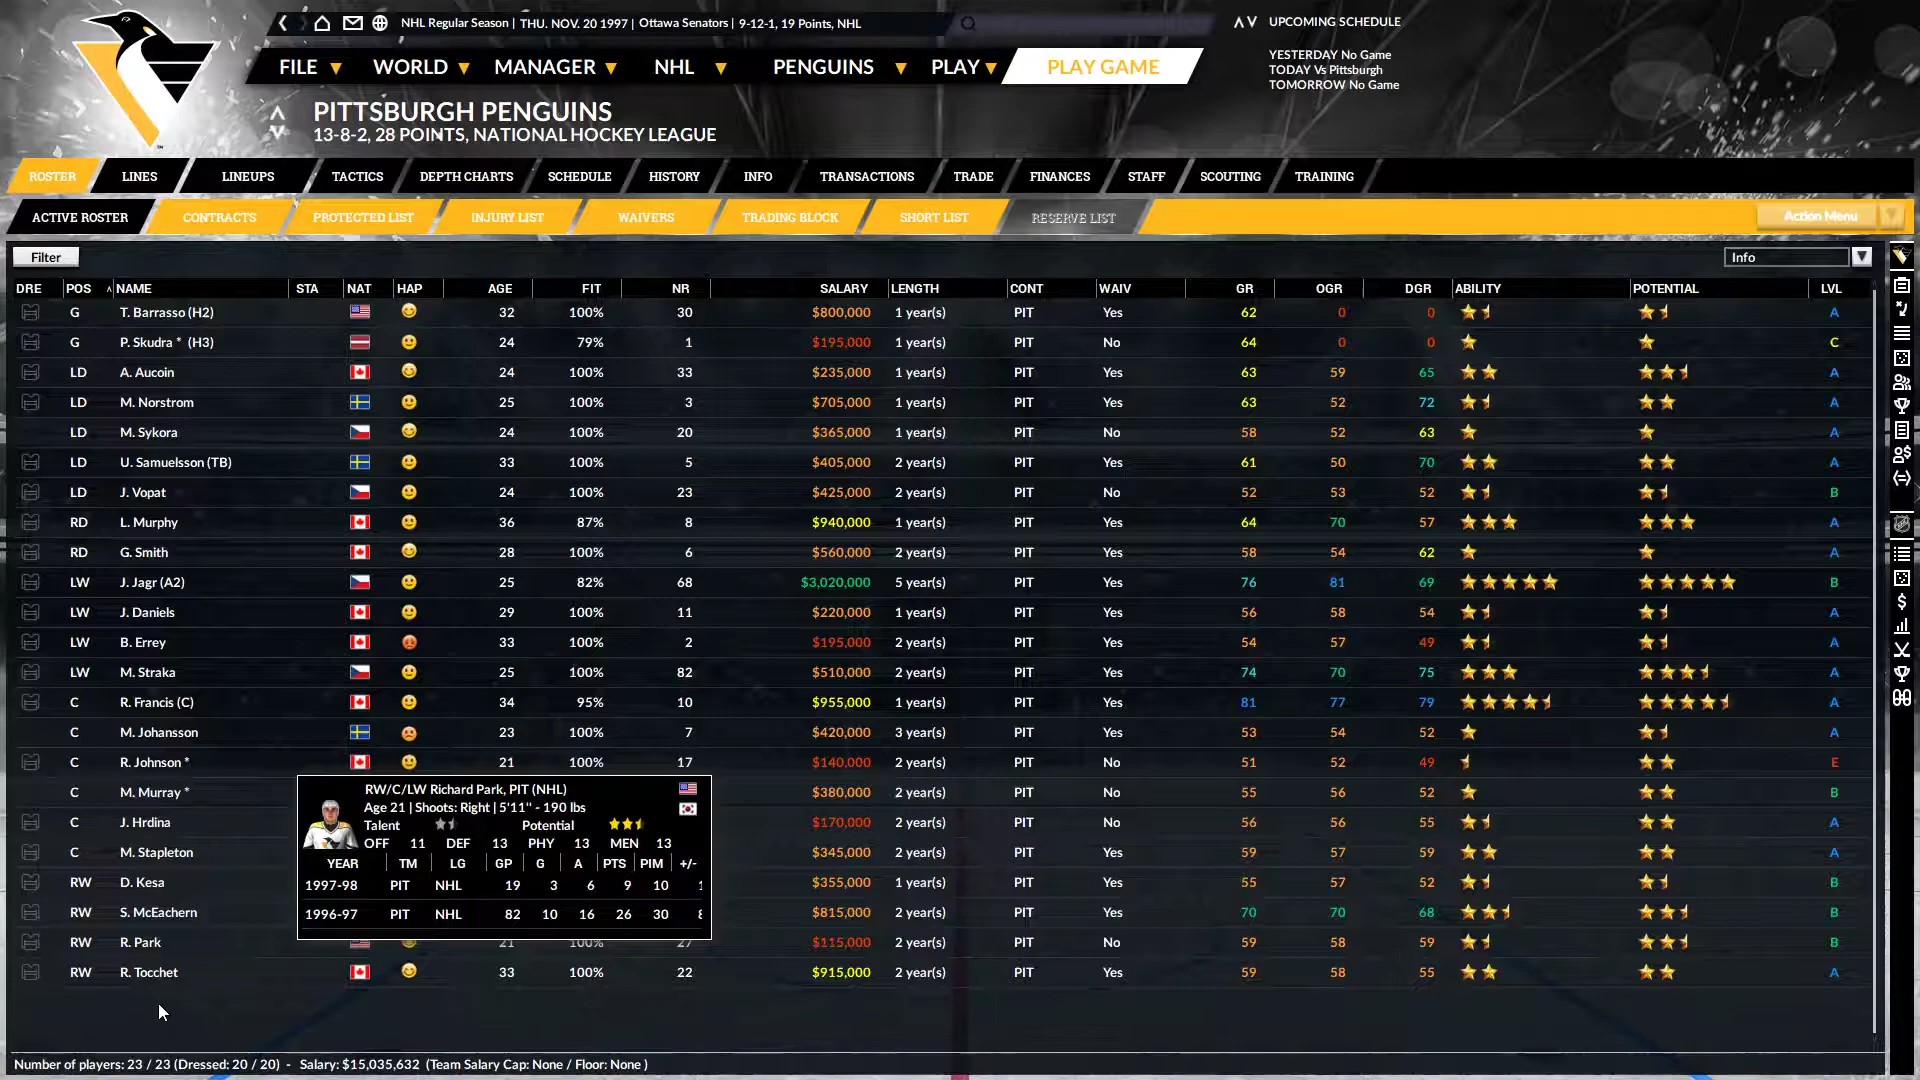 NHL Regular Season | THU. NOV. 20 1997 | Ottawa Senators | 9-12-1, 19 Points, NHL
UPCOMING SCHEDULE
YESTERDAY No Game
TODAY Vs Pittsburgh
TOMORROW No Game
FILE WORLD MANAGER NHL PENGUINS PLAY PLAY GAME
PITTSBURGH PENGUINS
13-8-2, 28 POINTS, NATIONAL HOCKEY LEAGUE
ROSTER LINES LINEUPS TACTICS DEPTH CHARTS SCHEDULE HISTORY INFO TRANSACTIONS TRADE FINANCES STAFF SCOUTING TRAINING
ACTIVE ROSTER CONTRACTS PROTECTED LIST INJURY LIST WAIVERS TRADING BLOCK SHORT LIST RESERVE LIST Action Menu
Filter Info
DRE POS NAME STA NAT HAP AGE FIT NR SALARY LENGTH CONT WAIV GR OGR DGR ABILITY POTENTIAL LVL
G T. Barrasso (H2) 32 100% 30 $800,000 1 year(s) PIT Yes 62 0 0 A
G P. Skudra * (H3) 24 79% 1 $195,000 1 year(s) PIT No 64 0 0 C
LD A. Aucoin 24 100% 33 $235,000 1 year(s) PIT Yes 63 59 65 A
LD M. Norstrom 25 100% 3 $705,000 1 year(s) PIT Yes 63 52 72 A
LD M. Sykora 24 100% 20 $365,000 1 year(s) PIT No 58 52 63 A
LD U. Samuelsson (TB) 33 100% 5 $405,000 2 year(s) PIT Yes 61 50 70 A
LD J. Vopat 24 100% 23 $425,000 2 year(s) PIT No 52 53 52 B
RD L. Murphy 36 87% 8 $940,000 1 year(s) PIT Yes 64 70 57 A
RD G. Smith 28 100% 6 $560,000 2 year(s) PIT Yes 58 54 62 A
LW J. Jagr (A2) 25 82% 68 $3,020,000 5 year(s) PIT Yes 76 81 69 B
LW J. Daniels 29 100% 11 $220,000 1 year(s) PIT Yes 56 58 54 A
LW B. Errey 33 100% 2 $195,000 2 year(s) PIT Yes 54 57 49 A
LW M. Straka 25 100% 82 $510,000 2 year(s) PIT Yes 74 70 75 A
C R. Francis (C) 34 95% 10 $955,000 1 year(s) PIT Yes 81 77 79 A
C M. Johansson 23 100% 7 $420,000 3 year(s) PIT Yes 53 54 52 A
C R. Johnson * 21 100% 17 $140,000 2 year(s) PIT No 51 52 49 E
C M. Murray * $380,000 2 year(s) PIT No 55 56 52 B
C J. Hrdina $170,000 2 year(s) PIT No 56 56 55 A
C M. Stapleton $345,000 2 year(s) PIT Yes 59 57 59 A
RW D. Kesa $355,000 1 year(s) PIT Yes 55 57 52 B
RW S. McEachern $815,000 2 year(s) PIT Yes 70 70 68 B
RW R. Park 21 100% 27 $115,000 2 year(s) PIT No 59 58 59 B
RW R. Tocchet 33 100% 22 $915,000 2 year(s) PIT Yes 59 58 55 A
RW/C/LW Richard Park, PIT (NHL)
Age 21 | Shoots: Right | 5'11" - 190 lbs
Talent Potential
OFF 11 DEF 13 PHY 13 MEN 13
YEAR TM LG GP G A PTS PIM +/-
1997-98 PIT NHL 19 3 6 9 10
1996-97 PIT NHL 82 10 16 26 30
Number of players: 23 / 23 (Dressed: 20 / 20) - Salary: $15,035,632 (Team Salary Cap: None / Floor: None )